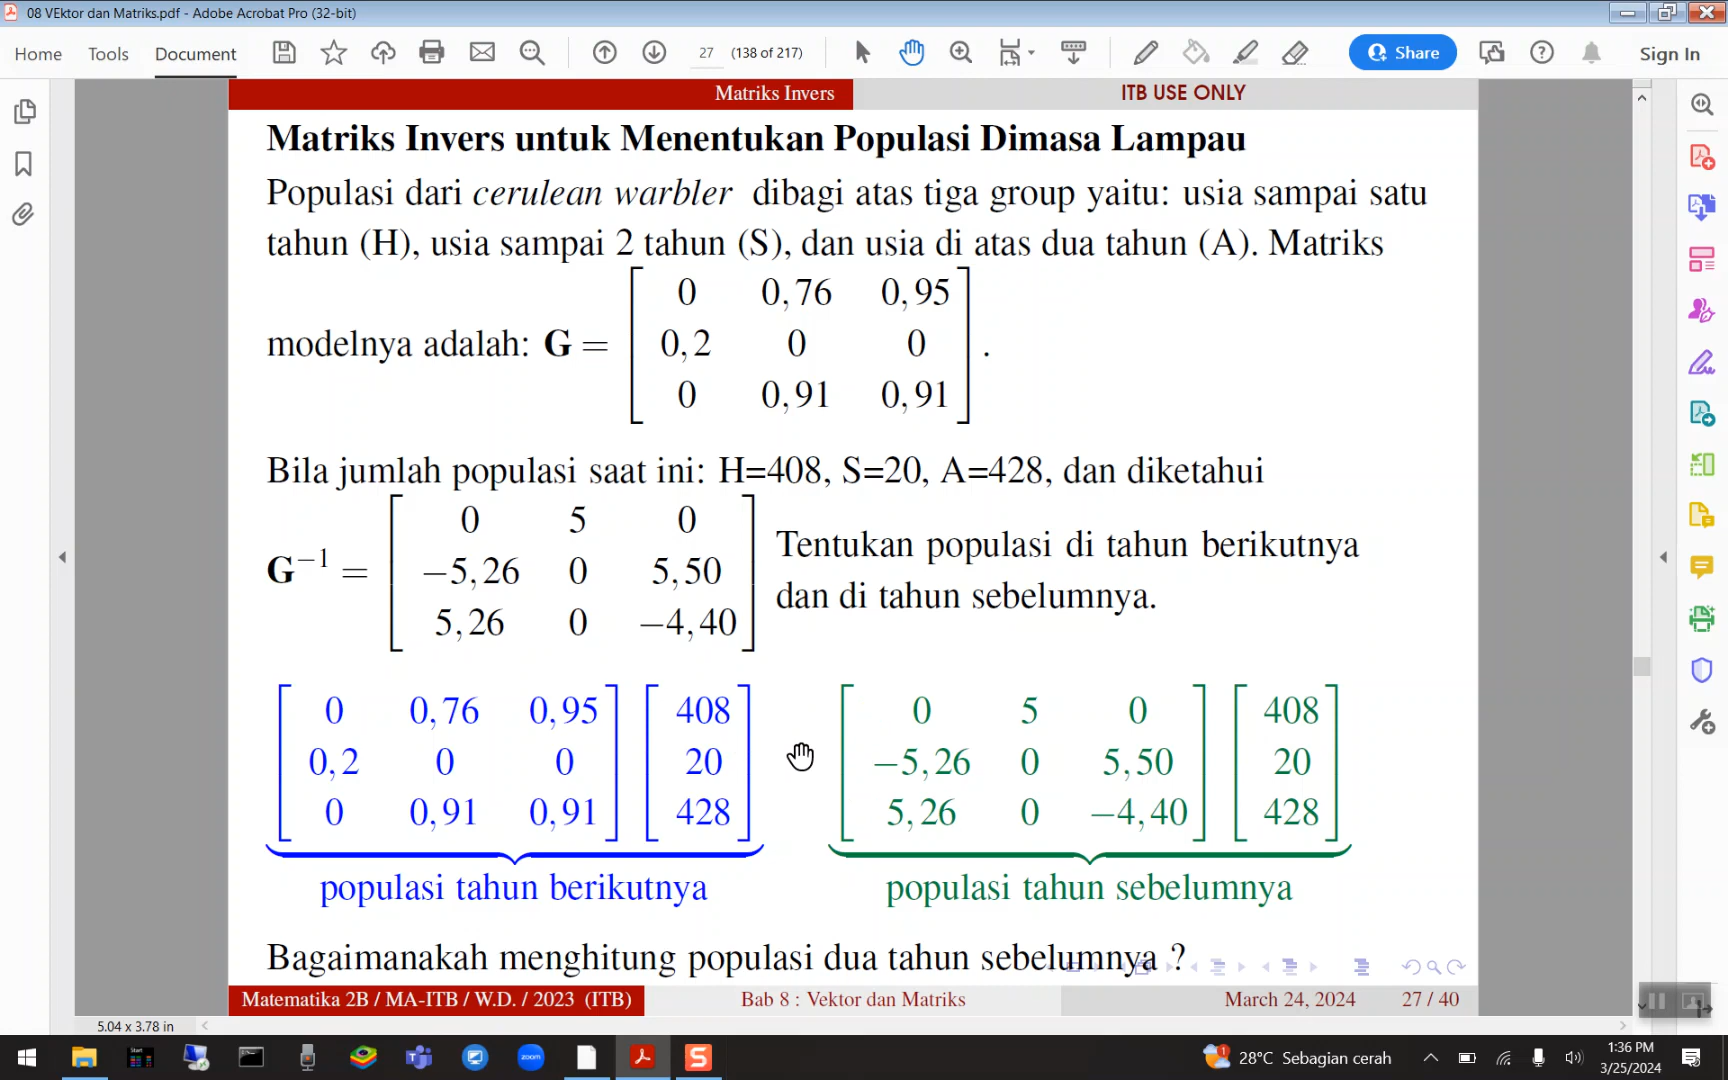 08 VEktor dan Matriks.pdf - Adobe Acrobat Pro (32-bit)
Home Tools Document 27 (138 of 217) Share Sign In
Matriks Invers ITB USE ONLY
Matriks Invers untuk Menentukan Populasi Dimasa Lampau
Populasi dari cerulean warbler dibagi atas tiga group yaitu: usia sampai satu
tahun (H), usia sampai 2 tahun (S), dan usia di atas dua tahun (A). Matriks
0 0,76 0,95
modelnya adalah: G = 0,2 0 0 .
0 0,91 0,91
Bila jumlah populasi saat ini: H=408, S=20, A=428, dan diketahui
0 5 0
G⁻¹ = −5,26 0 5,50
5,26 0 −4,40
Tentukan populasi di tahun berikutnya
dan di tahun sebelumnya.
0 0,76 0,95 408
0,2 0 0 20
0 0,91 0,91 428
populasi tahun berikutnya
0 5 0 408
−5,26 0 5,50 20
5,26 0 −4,40 428
populasi tahun sebelumnya
Bagaimanakah menghitung populasi dua tahun sebelumnya ?
Matematika 2B / MA-ITB / W.D. / 2023 (ITB) Bab 8 : Vektor dan Matriks March 24, 2024 27 / 40
5.04 x 3.78 in
zoom 28°C Sebagian cerah 1:36 PM
3/25/2024